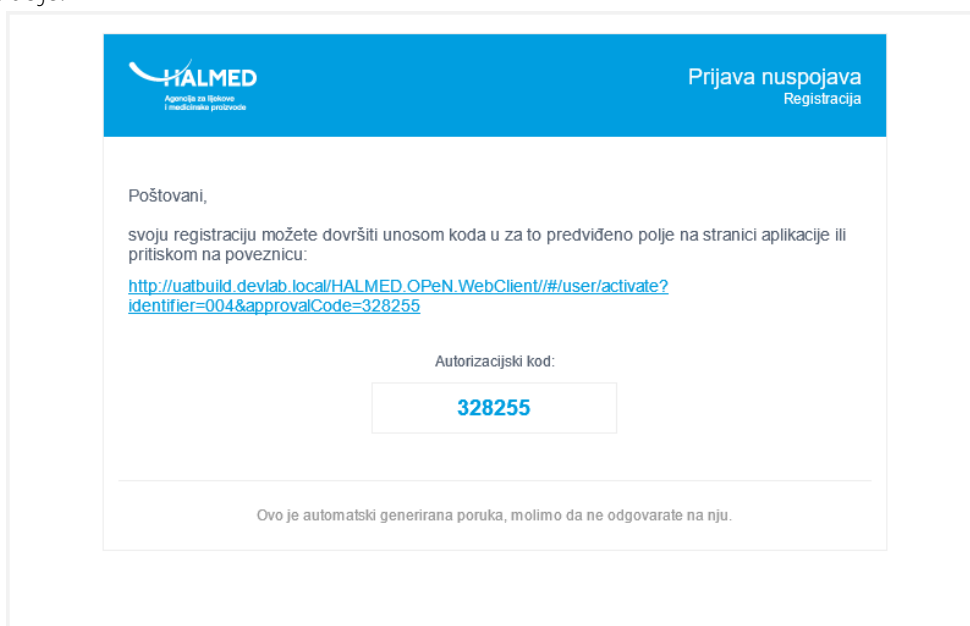 HALMED
Agencija za lijekove
i medicinske proizvode
Prijava nuspojava
Registracija
Poštovani,
svoju registraciju možete dovršiti unosom koda u za to predviđeno polje na stranici aplikacije ili
pritiskom na poveznicu:
http://uatbuild.devlab.local/HALMED.OPeN.WebClient//#/user/activate?
identifier=004&approvalCode=328255
Autorizacijski kod:
328255
Ovo je automatski generirana poruka, molimo da ne odgovarate na nju.